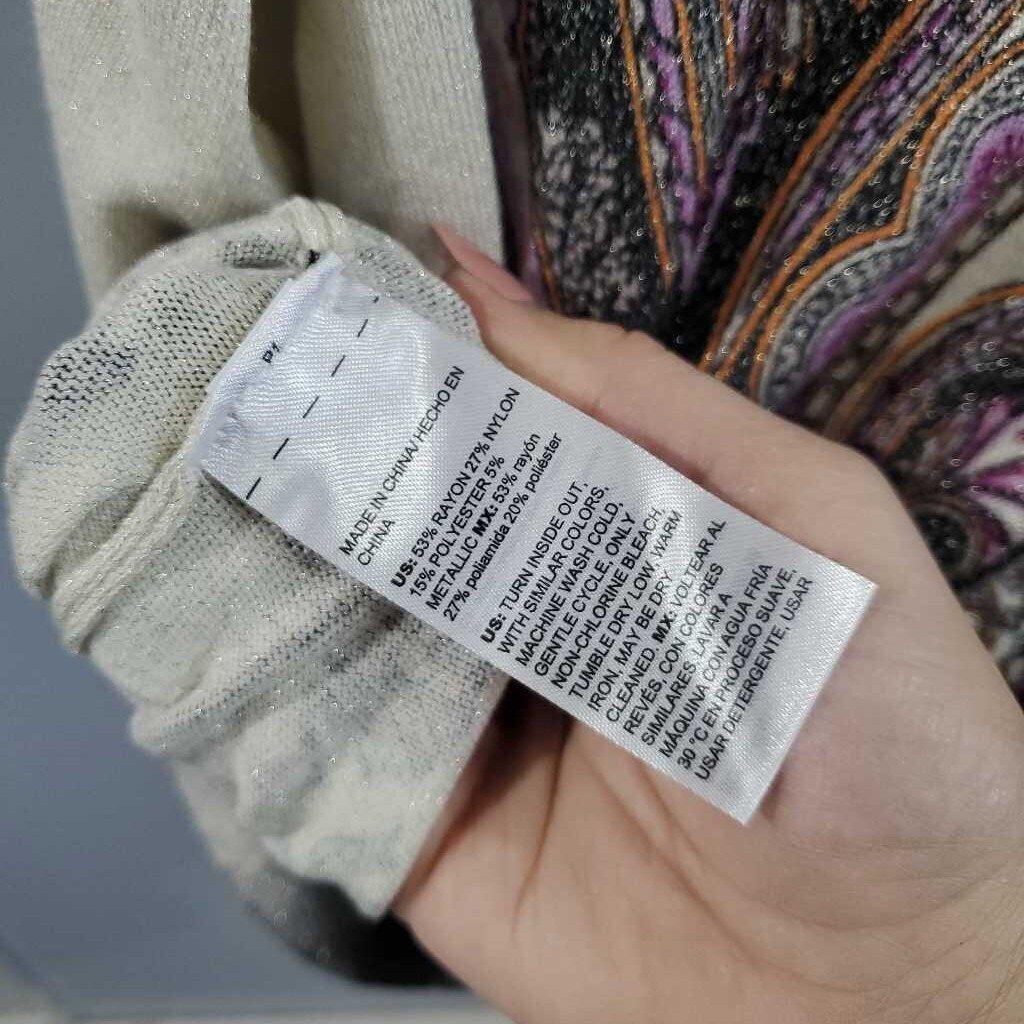 P1
MADE IN CHINA/ HECHO EN
CHINA
US: 53% RAYON 27% NYLON
15% POLYESTER 5%
METALLIC MX: 53% rayón
27% poliamida 20% poliéster
US: TURN INSIDE OUT.
WITH SIMILAR COLORS,
MACHINE WASH COLD,
GENTLE CYCLE, ONLY
NON-CHLORINE BLEACH,
TUMBLE DRY LOW, WARM
IRON, MAY BE DRY
CLEANED. MX: VOLTEAR AL
REVÉS CON COLORES
SIMILARES, LAVAR A
MÁQUINA CON AGUA FRÍA
30 °C EN PROCESO SUAVE,
USAR DETERGENTE, USAR